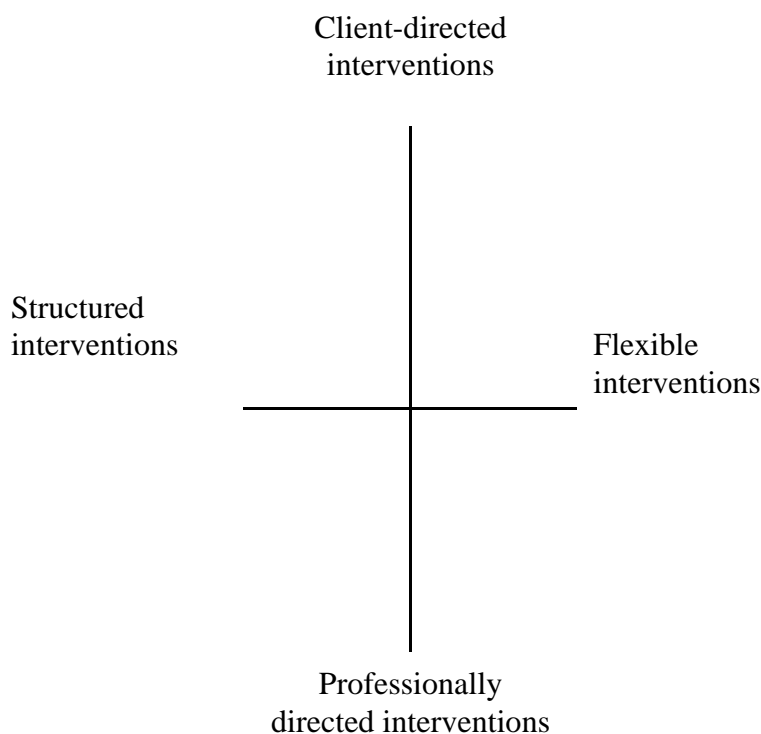 Client-directed
interventions
Structured
interventions
Flexible
interventions
Professionally
directed interventions